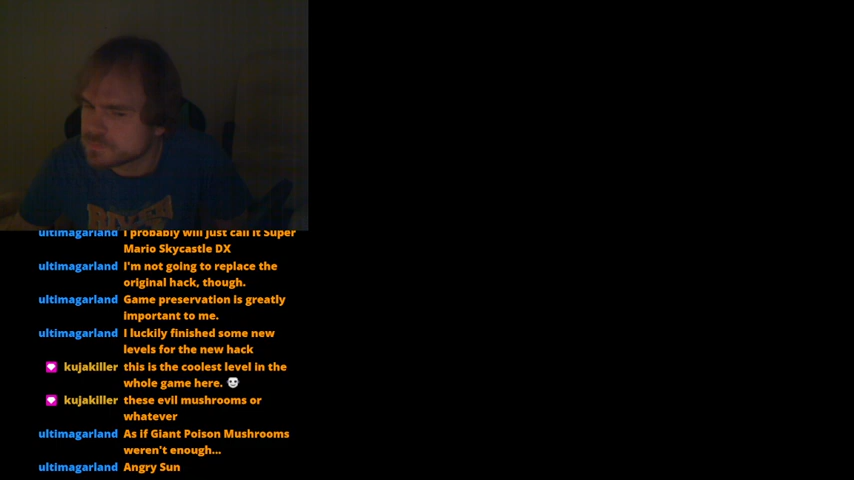 ultimagarland I probably will just call it Super
Mario Skycastle DX
ultimagarland I'm not going to replace the
original hack, though.
ultimagarland Game preservation is greatly
important to me.
ultimagarland I luckily finished some new
levels for the new hack
kujakiller this is the coolest level in the
whole game here.
kujakiller these evil mushrooms or
whatever
ultimagarland As if Giant Poison Mushrooms
weren't enough...
ultimagarland Angry Sun